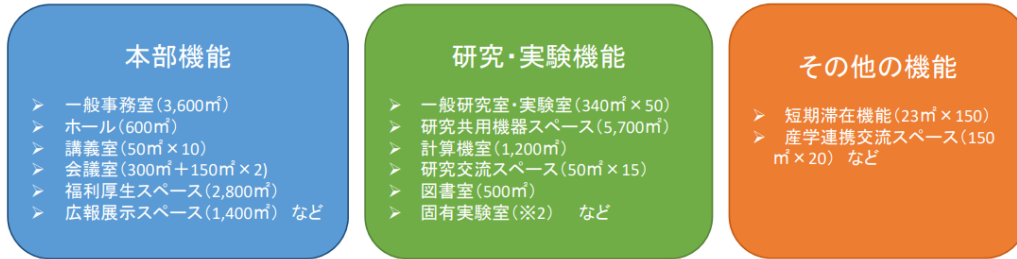 本部機能
➢ 一般事務室(3,600㎡)
➢ ホール(600㎡)
➢ 講義室(50㎡×10)
➢ 会議室(300㎡+150㎡×2)
➢ 福利厚生スペース(2,800㎡)
➢ 広報展示スペース(1,400㎡) など
研究・実験機能
➢ 一般研究室・実験室(340㎡×50)
➢ 研究共用機器スペース(5,700㎡)
➢ 計算機室(1,200㎡)
➢ 研究交流スペース(50㎡×15)
➢ 図書室(500㎡)
➢ 固有実験室(※2) など
その他の機能
➢ 短期滞在機能(23㎡×150)
➢ 産学連携交流スペース(150
㎡×20) など